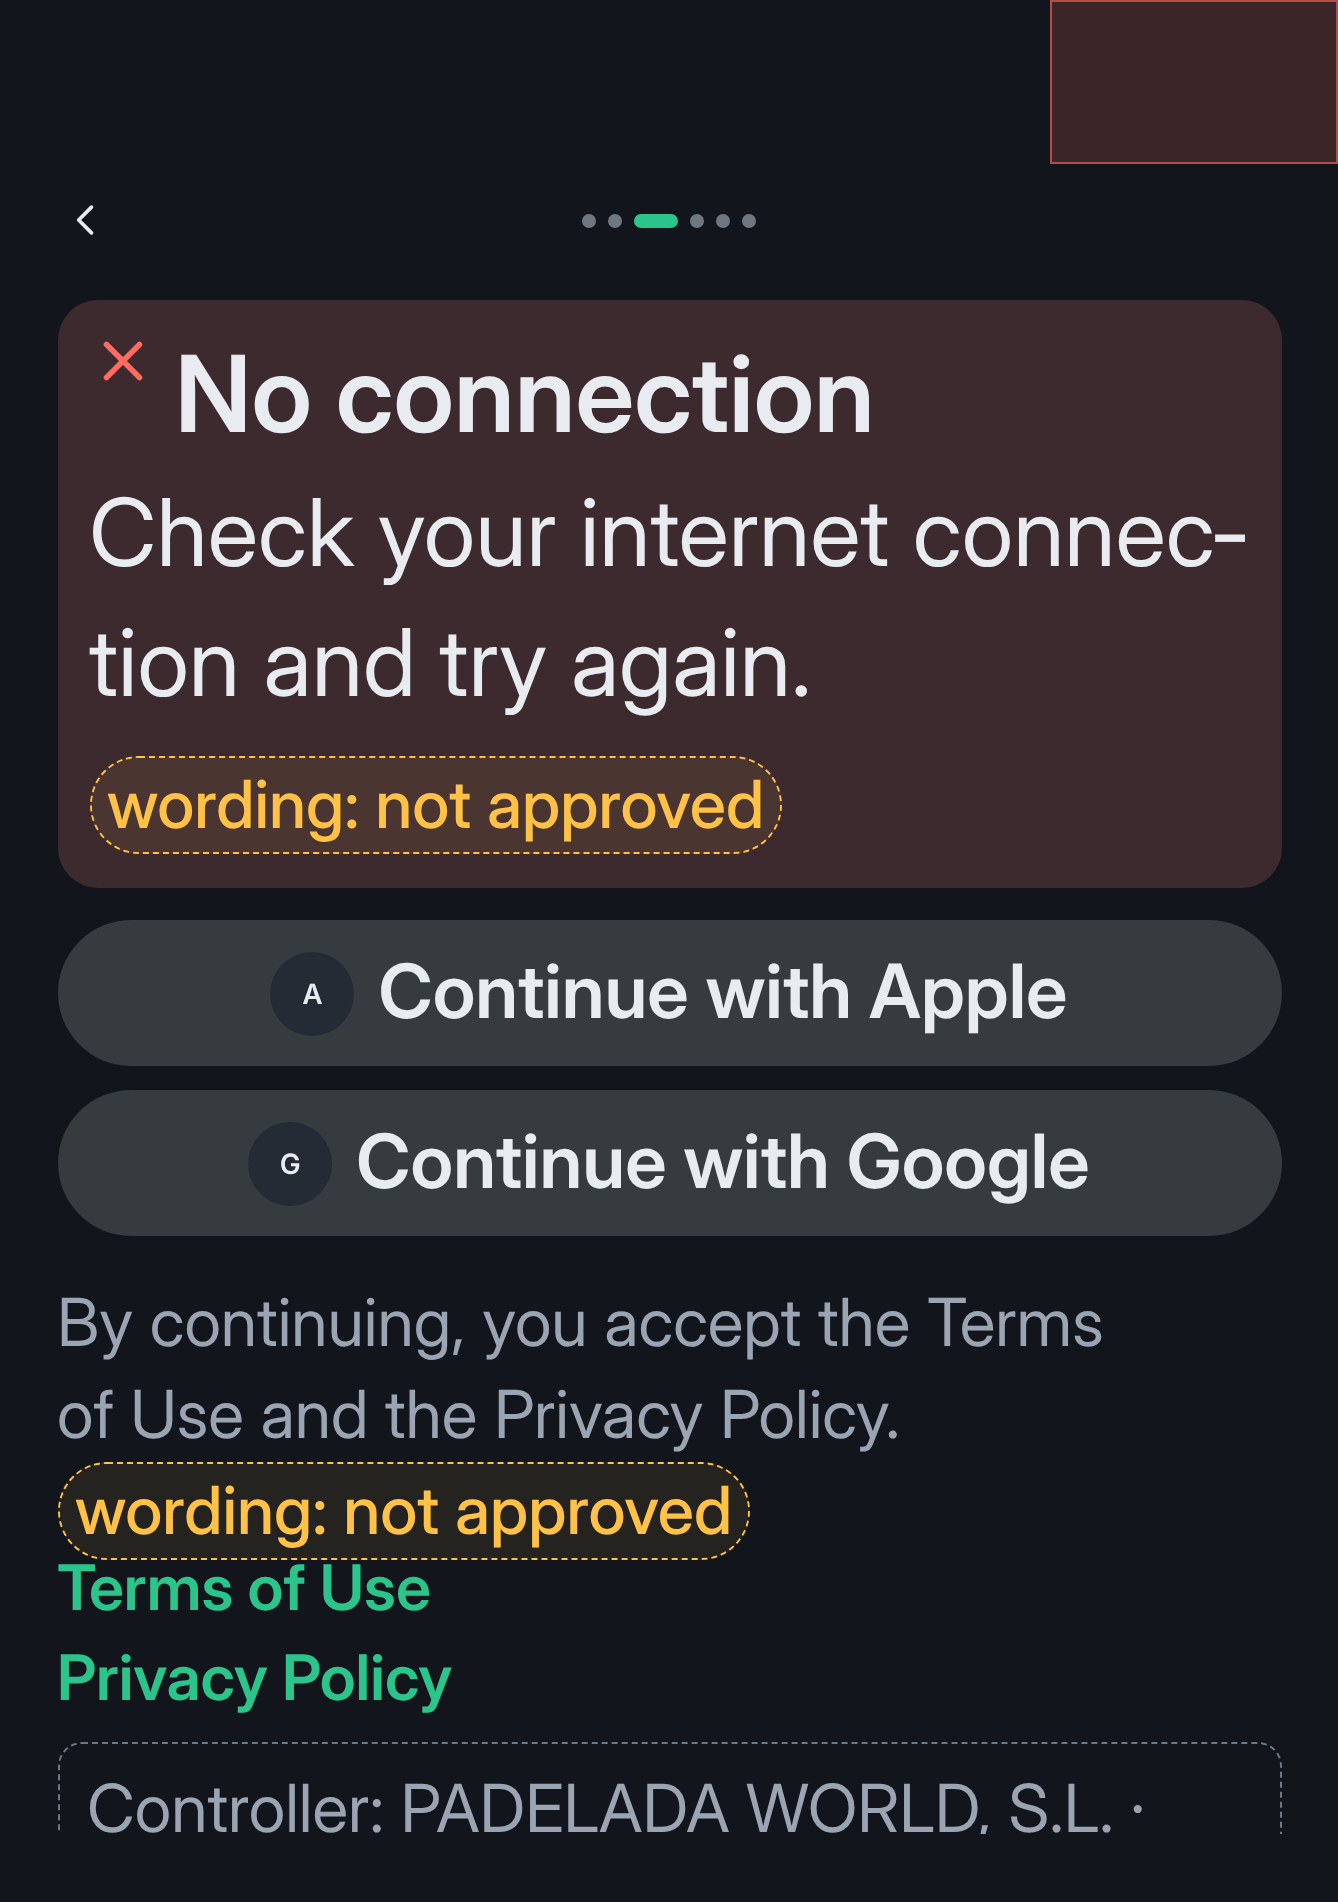 No connection
Check your internet connec-
tion and try again.
wording: not approved
A Continue with Apple
G Continue with Google
By continuing, you accept the Terms
of Use and the Privacy Policy.
wording: not approved
Terms of Use
Privacy Policy
Controller: PADELADA WORLD, S.L. ·